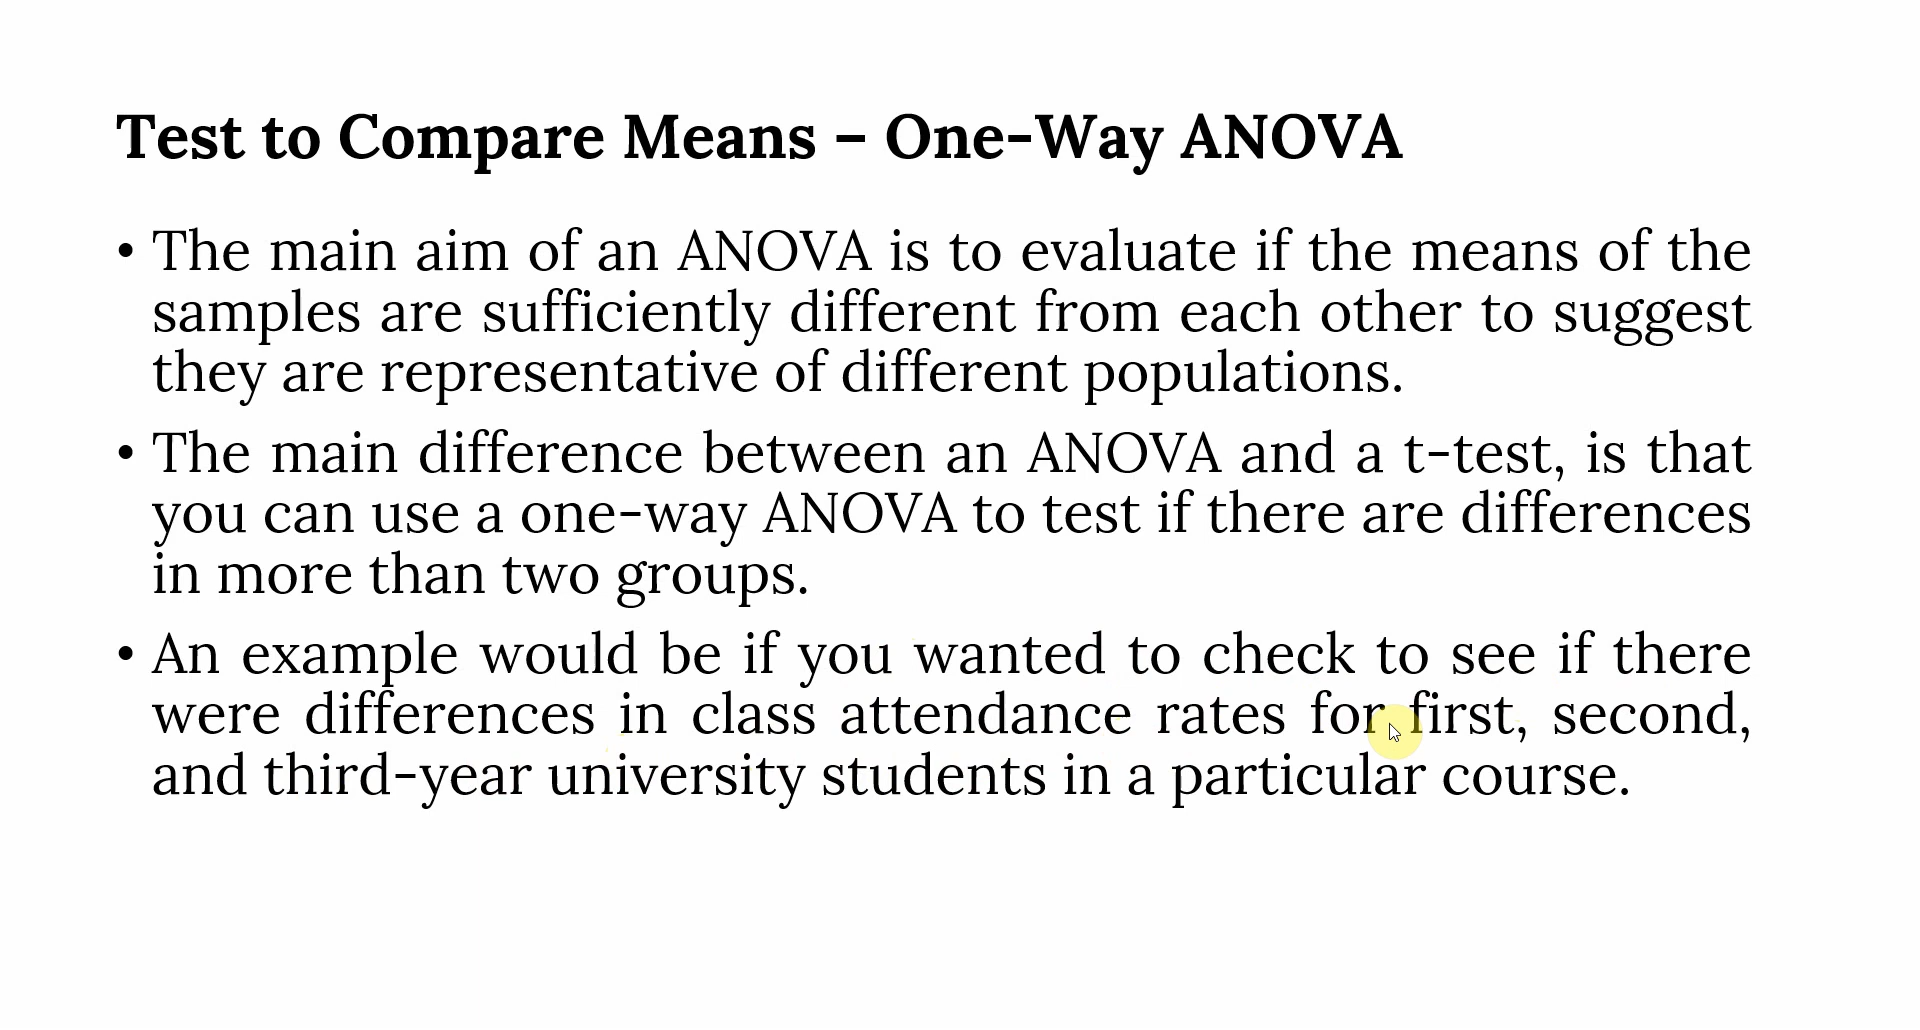 Test to Compare Means – One-Way ANOVA
• The main aim of an ANOVA is to evaluate if the means of the
samples are sufficiently different from each other to suggest
they are representative of different populations.
• The main difference between an ANOVA and a t-test, is that
you can use a one-way ANOVA to test if there are differences
in more than two groups.
• An example would be if you wanted to check to see if there
were differences in class attendance rates for first, second,
and third-year university students in a particular course.